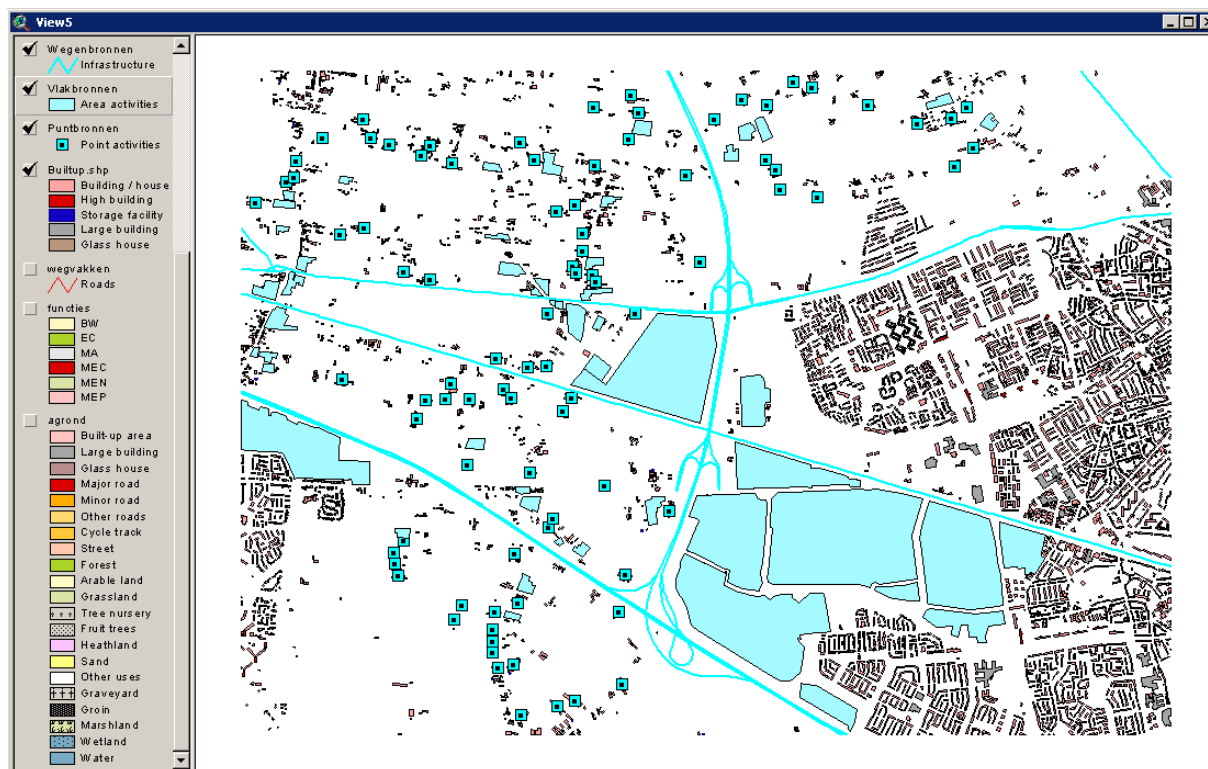 View5
Wegenbronnen
Infrastructure
Vlakbronnen
Area activities
Puntbronnen
Point activities
Builtup.shp
Building / house
High building
Storage facility
Large building
Glass house
wegvakken
Roads
functies
BW
EC
MA
MEC
MEN
MEP
agrond
Built-up area
Large building
Glass house
Major road
Minor road
Other roads
Cycle track
Street
Forest
Arable land
Grassland
Tree nursery
Fruit trees
Heathland
Sand
Other uses
Graveyard
Groin
Marshland
Wetland
Water